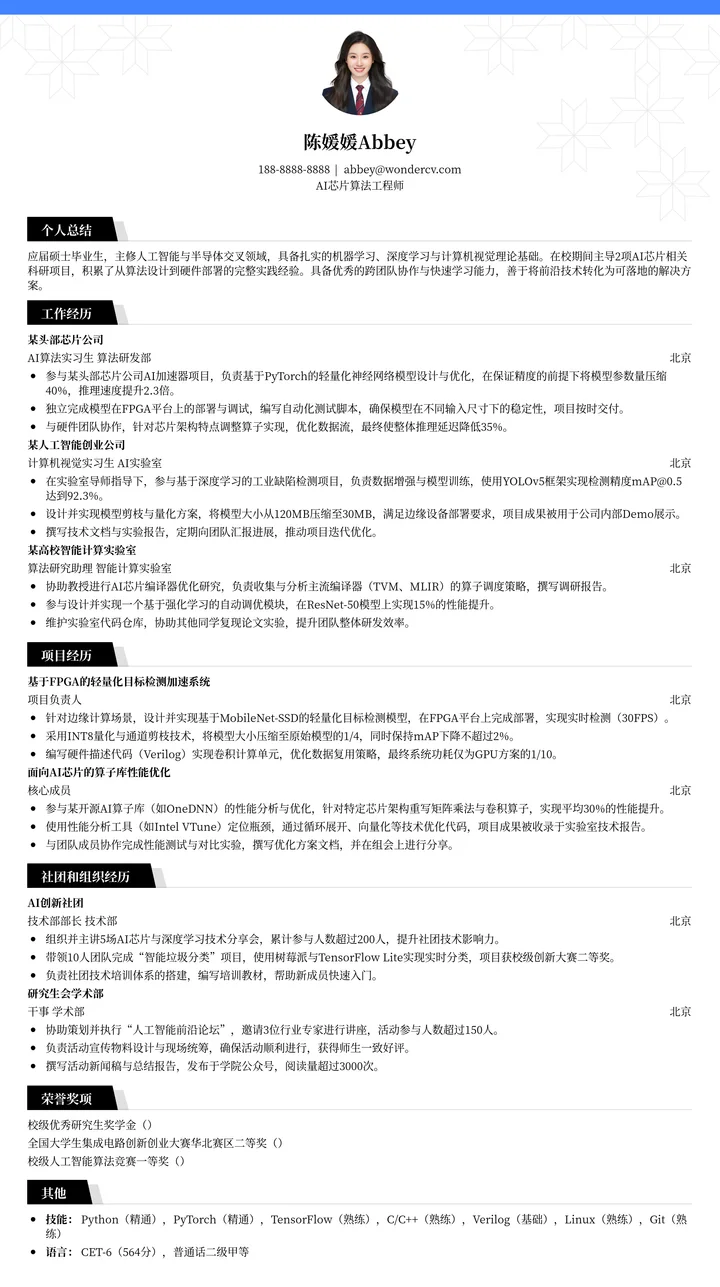 陈媛媛Abbey
188-8888-8888 | abbey@wondercv.com
AI芯片算法工程师
个人总结
应届硕士毕业生，主修人工智能与半导体交叉领域，具备扎实的机器学习、深度学习与计算机视觉理论基础。在校期间主导2项AI芯片相关
科研项目，积累了从算法设计到硬件部署的完整实践经验。具备优秀的跨团队协作与快速学习能力，善于将前沿技术转化为可落地的解决方
案。
工作经历
某头部芯片公司
AI算法实习生 算法研发部 北京
• 参与某头部芯片公司AI加速器项目，负责基于PyTorch的轻量化神经网络模型设计与优化，在保证精度的前提下将模型参数量压缩
40%，推理速度提升2.3倍。
• 独立完成模型在FPGA平台上的部署与调试，编写自动化测试脚本，确保模型在不同输入尺寸下的稳定性，项目按时交付。
• 与硬件团队协作，针对芯片架构特点调整算子实现，优化数据流，最终使整体推理延迟降低35%。
某人工智能创业公司
计算机视觉实习生 AI实验室 北京
• 在实验室导师指导下，参与基于深度学习的工业缺陷检测项目，负责数据增强与模型训练，使用YOLOv5框架实现检测精度mAP@0.5
达到92.3%。
• 设计并实现模型剪枝与量化方案，将模型大小从120MB压缩至30MB，满足边缘设备部署要求，项目成果被用于公司内部Demo展示。
• 撰写技术文档与实验报告，定期向团队汇报进展，推动项目迭代优化。
某高校智能计算实验室
算法研究助理 智能计算实验室 北京
• 协助教授进行AI芯片编译器优化研究，负责收集与分析主流编译器（TVM、MLIR）的算子调度策略，撰写调研报告。
• 参与设计并实现一个基于强化学习的自动调优模块，在ResNet-50模型上实现15%的性能提升。
• 维护实验室代码仓库，协助其他同学复现论文实验，提升团队整体研发效率。
项目经历
基于FPGA的轻量化目标检测加速系统
项目负责人 北京
• 针对边缘计算场景，设计并实现基于MobileNet-SSD的轻量化目标检测模型，在FPGA平台上完成部署，实现实时检测（30FPS）。
• 采用INT8量化与通道剪枝技术，将模型大小压缩至原始模型的1/4，同时保持mAP下降不超过2%。
• 编写硬件描述代码（Verilog）实现卷积计算单元，优化数据复用策略，最终系统功耗仅为GPU方案的1/10。
面向AI芯片的算子库性能优化
核心成员 北京
• 参与某开源AI算子库（如OneDNN）的性能分析与优化，针对特定芯片架构重写矩阵乘法与卷积算子，实现平均30%的性能提升。
• 使用性能分析工具（如Intel VTune）定位瓶颈，通过循环展开、向量化等技术优化代码，项目成果被收录于实验室技术报告。
• 与团队成员协作完成性能测试与对比实验，撰写优化方案文档，并在组会上进行分享。
社团和组织经历
AI创新社团
技术部部长 技术部 北京
• 组织并主讲5场AI芯片与深度学习技术分享会，累计参与人数超过200人，提升社团技术影响力。
• 带领10人团队完成“智能垃圾分类”项目，使用树莓派与TensorFlow Lite实现实时分类，项目获校级创新大赛二等奖。
• 负责社团技术培训体系的搭建，编写培训教材，帮助新成员快速入门。
研究生会学术部
干事 学术部 北京
• 协助策划并执行“人工智能前沿论坛”，邀请3位行业专家进行讲座，活动参与人数超过150人。
• 负责活动宣传物料设计与现场统筹，确保活动顺利进行，获得师生一致好评。
• 撰写活动新闻稿与总结报告，发布于学院公众号，阅读量超过3000次。
荣誉奖项
校级优秀研究生奖学金（）
全国大学生集成电路创新创业大赛华北赛区二等奖（）
校级人工智能算法竞赛一等奖（）
其他
• 技能： Python（精通），PyTorch（精通），TensorFlow（熟练），C/C++（熟练），Verilog（基础），Linux（熟练），Git（熟
练）
• 语言： CET-6（564分），普通话二级甲等